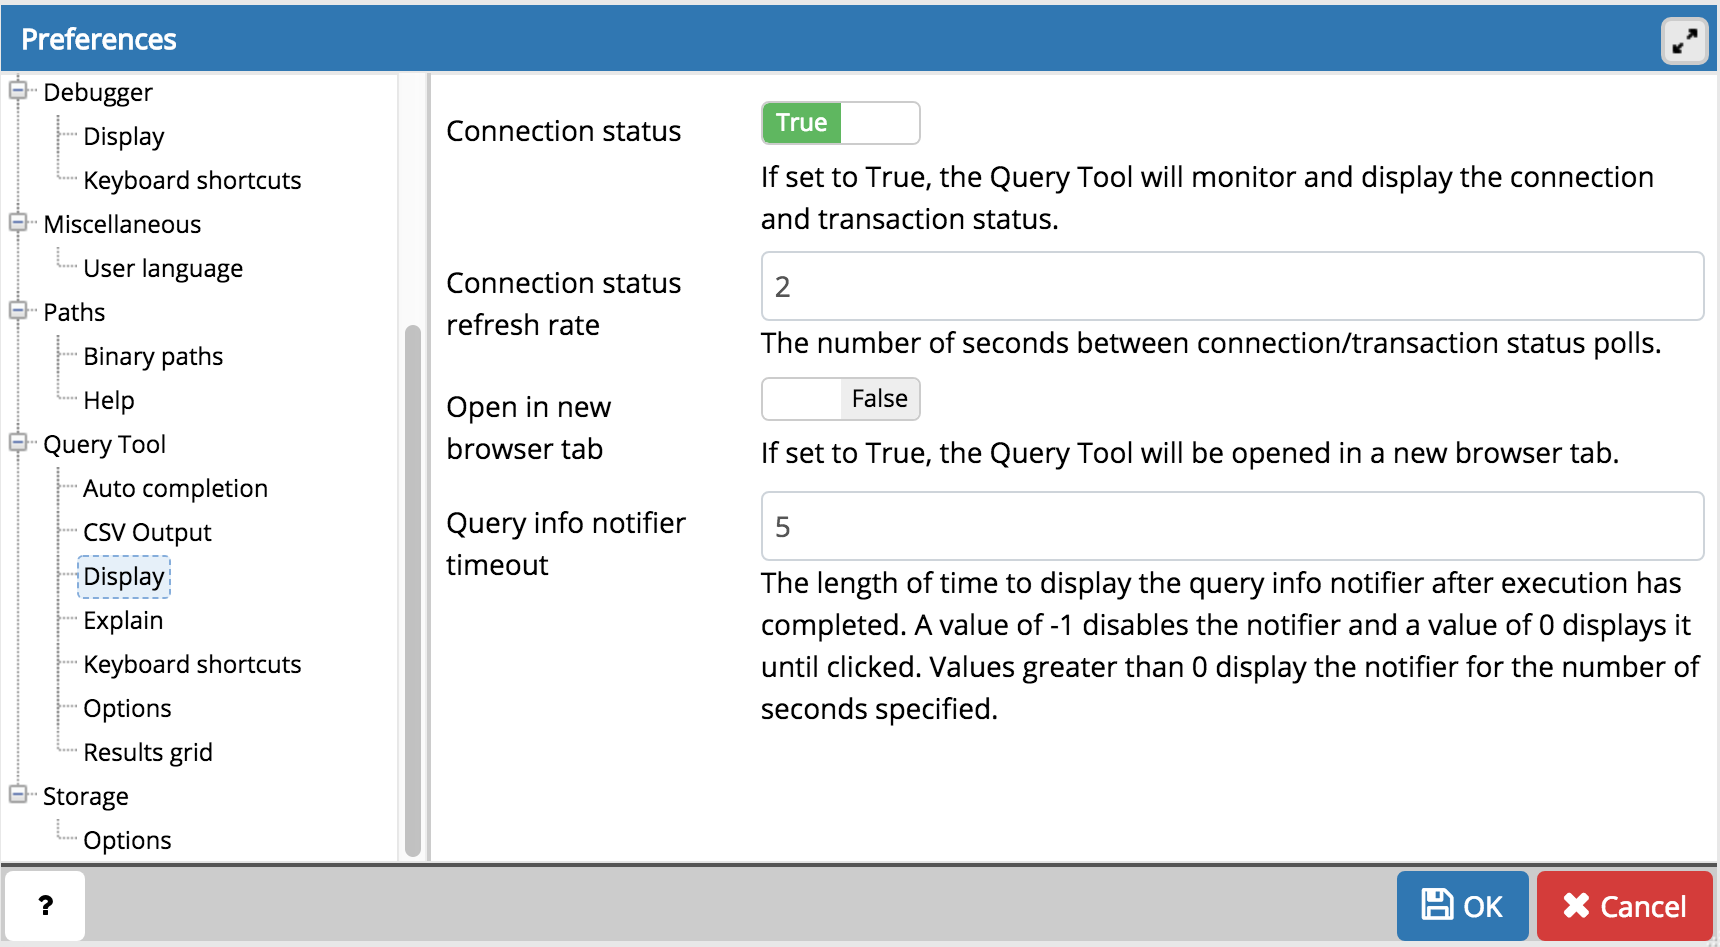 Preferences
Debugger
Display
Keyboard shortcuts
Miscellaneous
User language
Paths
Binary paths
Help
Query Tool
Auto completion
CSV Output
Display
Explain
Keyboard shortcuts
Options
Results grid
Storage
Options
Connection status
True
If set to True, the Query Tool will monitor and display the connection
and transaction status.
Connection status
refresh rate
2
The number of seconds between connection/transaction status polls.
Open in new
browser tab
False
If set to True, the Query Tool will be opened in a new browser tab.
Query info notifier
timeout
5
The length of time to display the query info notifier after execution has
completed. A value of -1 disables the notifier and a value of 0 displays it
until clicked. Values greater than 0 display the notifier for the number of
seconds specified.
?
OK
Cancel